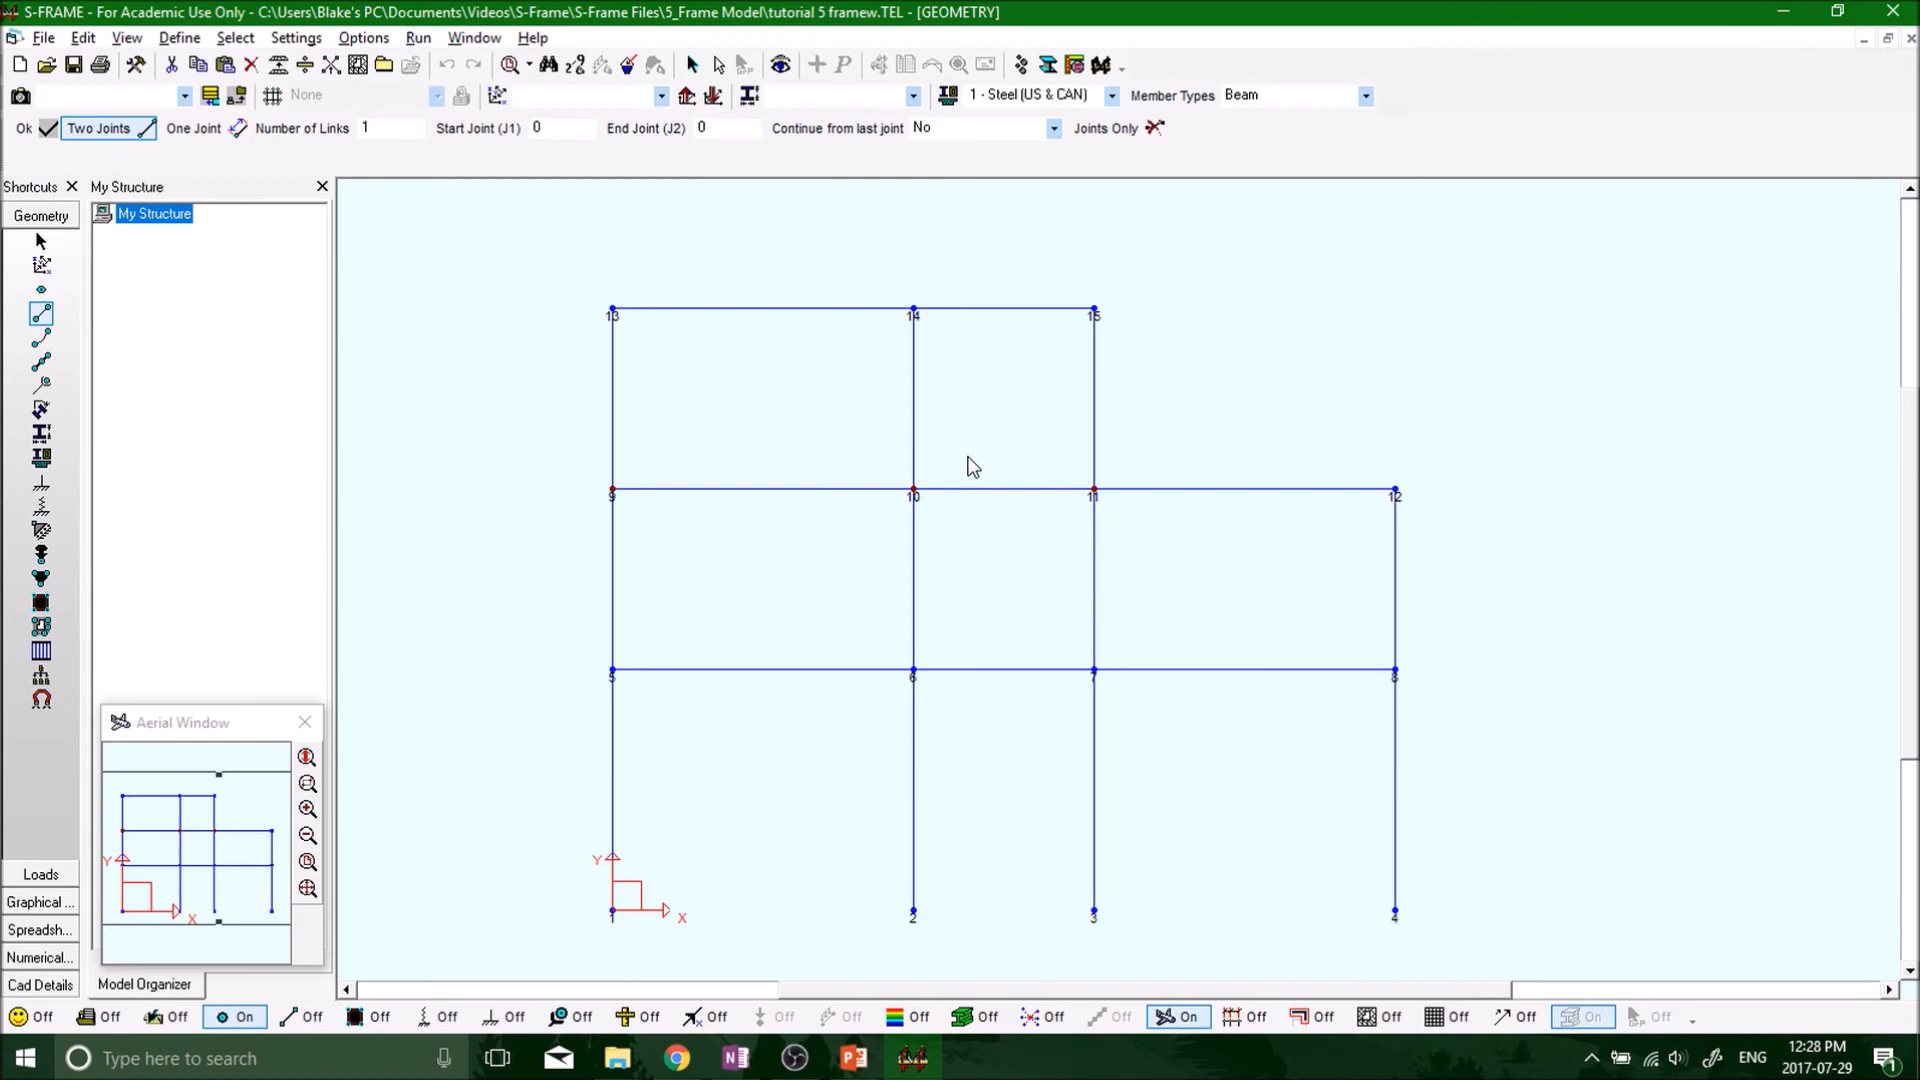 S-FRAME - For Academic Use Only - C:\Users\Blake's PC\Documents\Videos\S-Frame\S-Frame Files\5_Frame Model\tutorial 5 framew.TEL - [GEOMETRY]
File Edit View Define Select Settings Options Run Window Help
None 1 - Steel (US & CAN) Member Types Beam
Ok Two Joints One Joint Number of Links 1 Start Joint (J1) 0 End Joint (J2) 0 Continue from last joint No Joints Only
Shortcuts My Structure
Geometry My Structure
13 14 15
9 10 11 12
5 6 7 8
Aerial Window
Y X
Y X
1 2 3 4
Loads
Graphical ...
Spreadsh...
Numerical...
Cad Details Model Organizer
Off Off Off On Off Off Off Off Off Off Off Off Off Off Off Off Off On Off Off Off Off Off On Off
Type here to search ENG 12:28 PM
2017-07-29 1